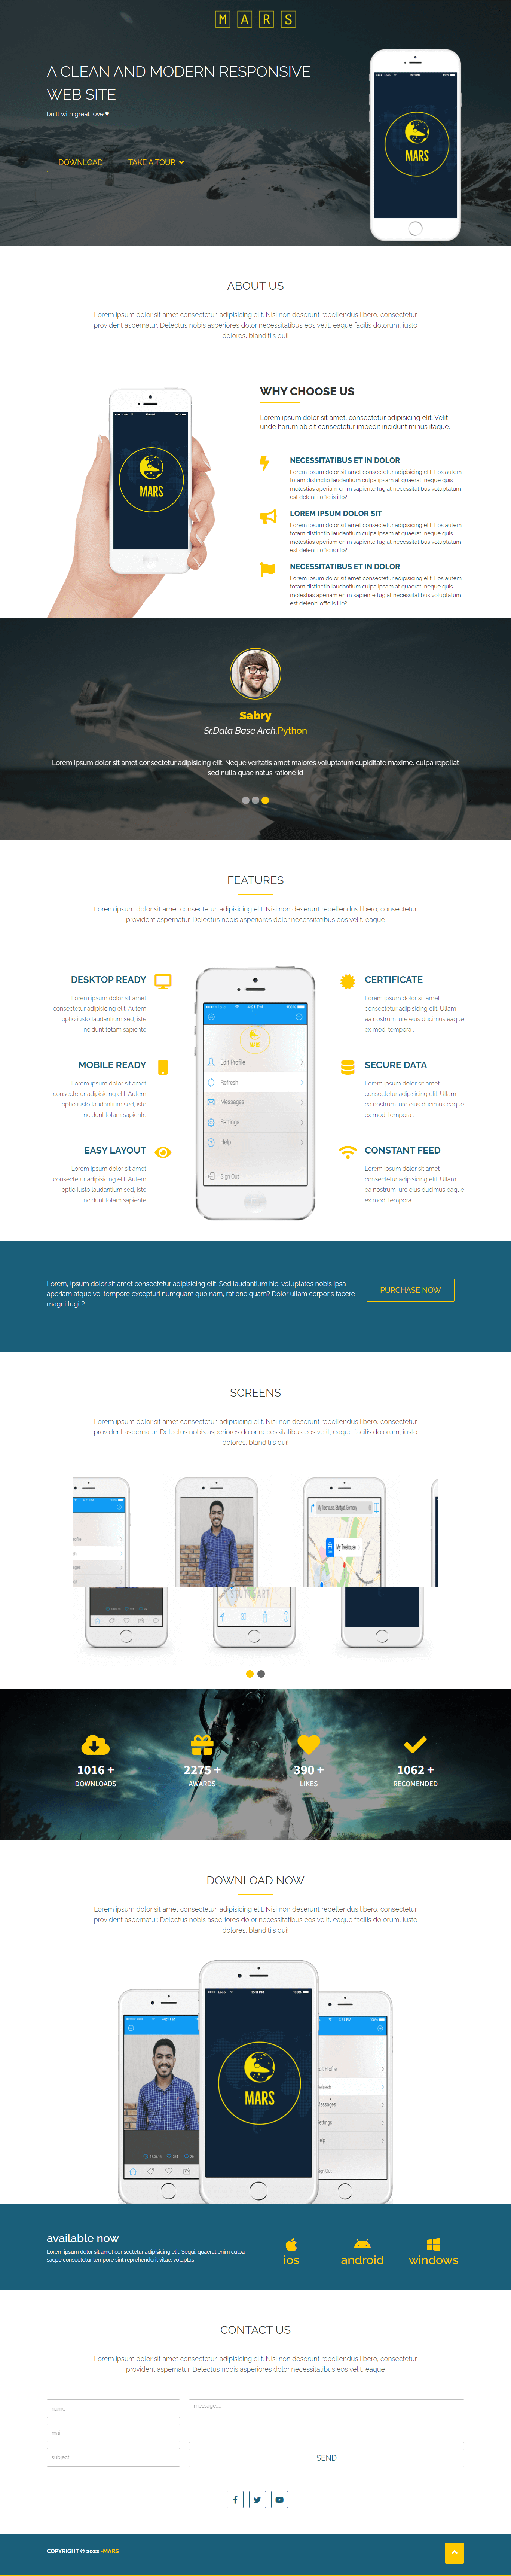 MARS
A CLEAN AND MODERN RESPONSIVE
WEB SITE
built with great love ♥
DOWNLOAD
TAKE A TOUR
MARS
ABOUT US
Lorem ipsum dolor sit amet consectetur, adipisicing elit. Nisi non deserunt repellendus libero, consectetur
provident aspernatur. Delectus nobis asperiores dolor necessitatibus eos velit, eaque facilis dolorum, iusto
dolores, blanditiis qui!
MARS
WHY CHOOSE US
Lorem ipsum dolor sit amet, consectetur adipisicing elit. Velit
unde harum ab sit consectetur impedit incidunt minus itaque.
NECESSITATIBUS ET IN DOLOR
Lorem ipsum dolor sit amet consectetur adipisicing elit. Eos autem
totam distinctio laudantium culpa ipsam at quaerat, neque quis
molestias aperiam enim sapiente fugiat necessitatibus voluptatum
est deleniti officiis illo?
LOREM IPSUM DOLOR SIT
Lorem ipsum dolor sit amet consectetur adipisicing elit. Eos autem
totam distinctio laudantium culpa ipsam at quaerat, neque quis
molestias aperiam enim sapiente fugiat necessitatibus voluptatum
est deleniti officiis illo?
NECESSITATIBUS ET IN DOLOR
Lorem ipsum dolor sit amet consectetur adipisicing elit. Eos autem
totam distinctio laudantium culpa ipsam at quaerat, neque quis
molestias aperiam enim sapiente fugiat necessitatibus voluptatum
est deleniti officiis illo?
Sabry
Sr.Data Base Arch,Python
Lorem ipsum dolor sit amet consectetur, adipisicing elit. Neque veritatis amet maiores voluptatum cupiditate maxime, culpa repellat
sed nulla quae natus ratione id
FEATURES
Lorem ipsum dolor sit amet consectetur, adipisicing elit. Nisi non deserunt repellendus libero, consectetur
provident aspernatur. Delectus nobis asperiores dolor necessitatibus eos velit, eaque
DESKTOP READY
Lorem ipsum dolor sit amet
consectetur adipisicing elit. Autem
optio iusto laudantium sed, iste
incidunt totam sapiente
MOBILE READY
Lorem ipsum dolor sit amet
consectetur adipisicing elit. Autem
optio iusto laudantium sed, iste
incidunt totam sapiente
EASY LAYOUT
Lorem ipsum dolor sit amet
consectetur adipisicing elit. Autem
optio iusto laudantium sed, iste
incidunt totam sapiente
4:21 PM
MARS
Edit Profile
Refresh
Messages
Settings
Help
Sign Out
CERTIFICATE
Lorem ipsum dolor sit amet
consectetur adipisicing elit. Ullam
ea nostrum iure eius ducimus eaque
ex modi tempora .
SECURE DATA
Lorem ipsum dolor sit amet
consectetur adipisicing elit. Ullam
ea nostrum iure eius ducimus eaque
ex modi tempora .
CONSTANT FEED
Lorem ipsum dolor sit amet
consectetur adipisicing elit. Ullam
ea nostrum iure eius ducimus eaque
ex modi tempora .
Lorem, ipsum dolor sit amet consectetur adipisicing elit. Sed laudantium hic, voluptates nobis ipsa
aperiam atque vel tempore excepturi numquam quo nam, ratione quam? Dolor ullam corporis facere
magni fugit?
PURCHASE NOW
SCREENS
Lorem ipsum dolor sit amet consectetur, adipisicing elit. Nisi non deserunt repellendus libero, consectetur
provident aspernatur. Delectus nobis asperiores dolor necessitatibus eos velit, eaque facilis dolorum, iusto
dolores, blanditiis qui!
My Treehouse, Stuttgart, Germany
My Treehouse
STUTTGART
1016 +
DOWNLOADS
2275 +
AWARDS
390 +
LIKES
1062 +
RECOMENDED
DOWNLOAD NOW
Lorem ipsum dolor sit amet consectetur, adipisicing elit. Nisi non deserunt repellendus libero, consectetur
provident aspernatur. Delectus nobis asperiores dolor necessitatibus eos velit, eaque facilis dolorum, iusto
dolores, blanditiis qui!
MARS
dit Profile
efresh
Messages
ettings
elp
ign Out
available now
Lorem ipsum dolor sit amet consectetur adipisicing elit. Sequi, quaerat enim culpa
saepe consectetur tempore sint reprehenderit vitae, voluptas
ios
android
windows
CONTACT US
Lorem ipsum dolor sit amet consectetur, adipisicing elit. Nisi non deserunt repellendus libero, consectetur
provident aspernatur. Delectus nobis asperiores dolor necessitatibus eos velit, eaque
name
mail
subject
message...
SEND
COPYRIGHT © 2022 -MARS